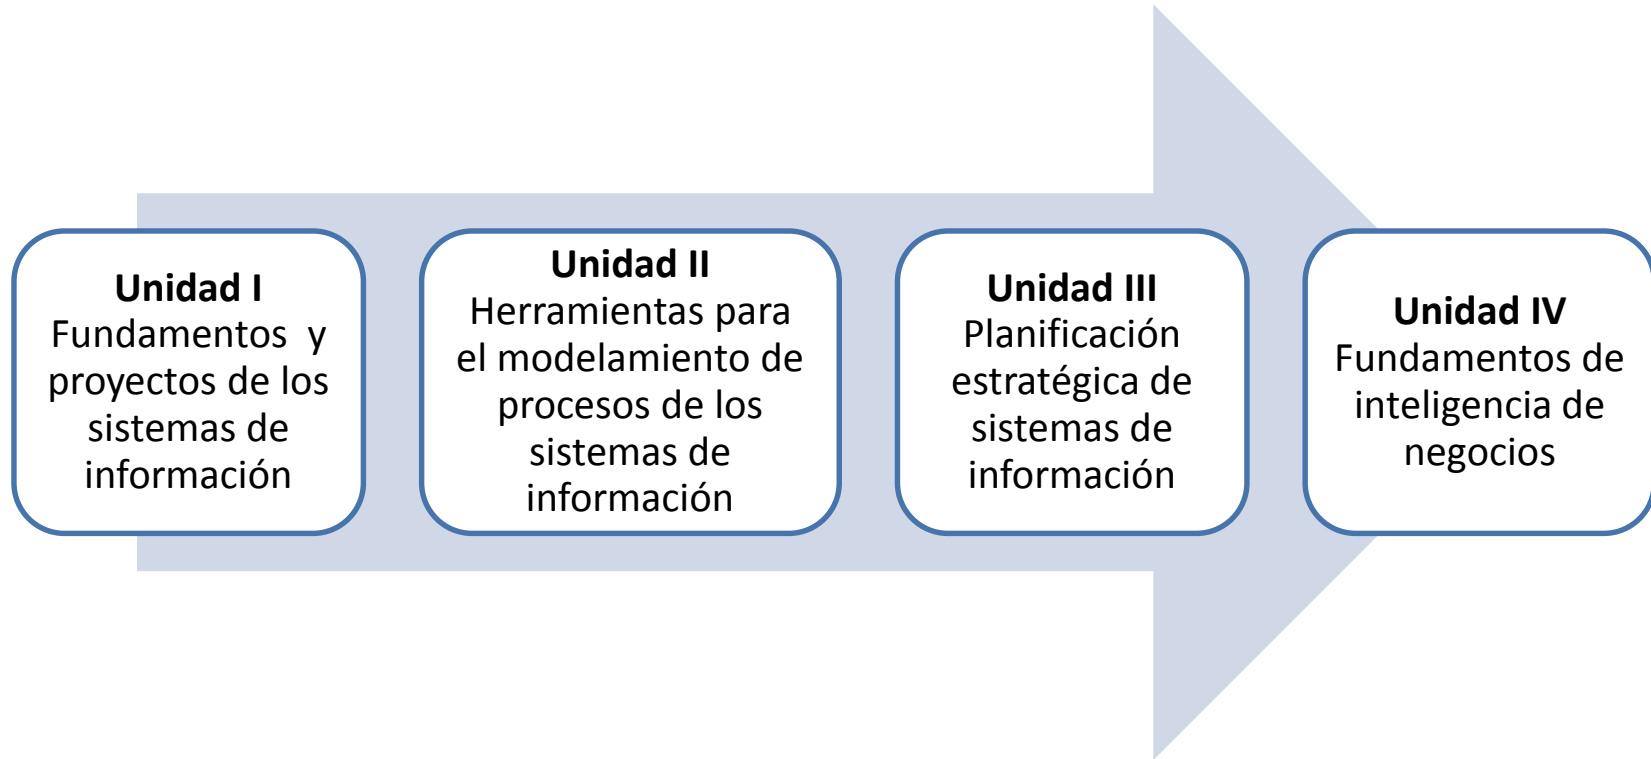 Unidad I
Fundamentos  y
proyectos de los
sistemas de
información
Unidad II
Herramientas para
el modelamiento de
procesos de los
sistemas de
información
Unidad III
Planificación
estratégica de
sistemas de
información
Unidad IV
Fundamentos de
inteligencia de
negocios